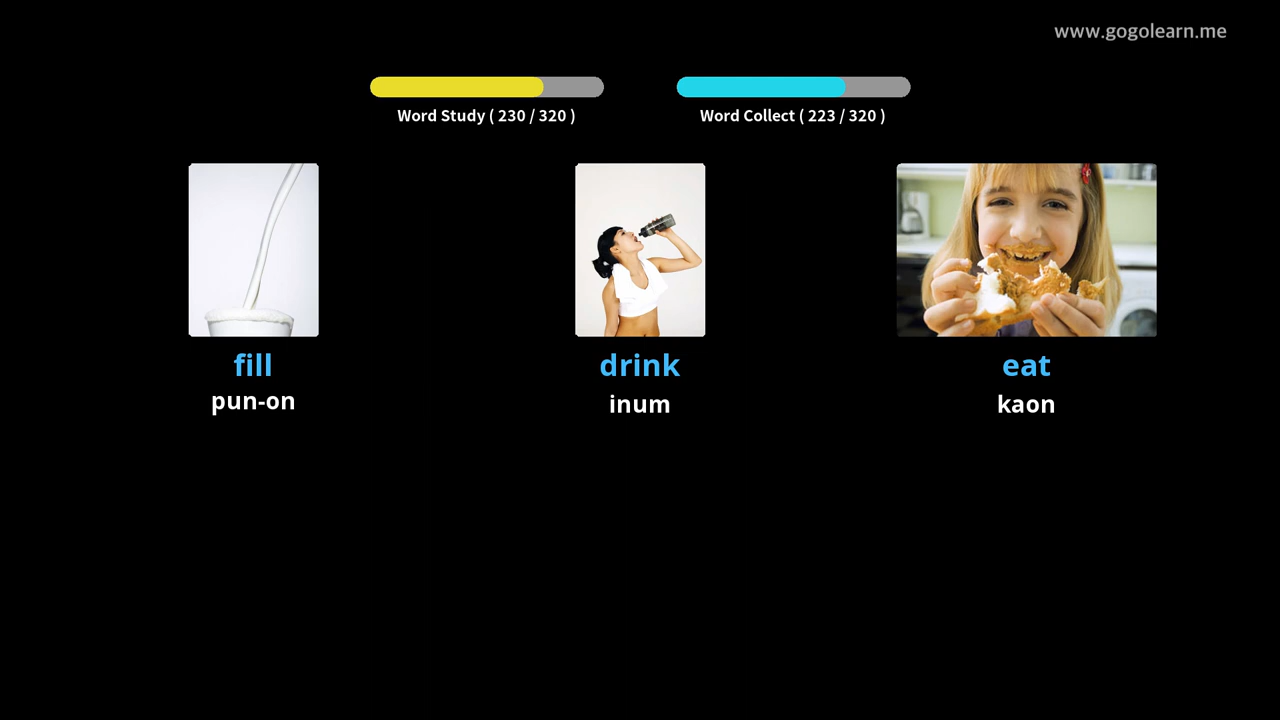 www.gogolearn.me
Word Study ( 230 / 320 )
Word Collect ( 223 / 320 )
fill
drink
eat
pun-on
inum
kaon